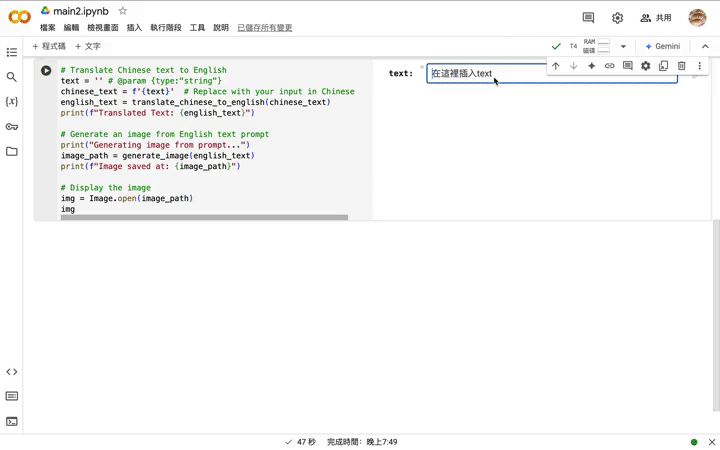 main2.ipynb
檔案 編輯 檢視畫面 插入 執行階段 工具 說明 已儲存所有變更
共用
+ 程式碼 + 文字
T4 RAM 磁碟 Gemini
# Translate Chinese text to English
text = '' # @param {type:"string"}
chinese_text = f'{text}'  # Replace with your input in Chinese
english_text = translate_chinese_to_english(chinese_text)
print(f"Translated Text: {english_text}")
# Generate an image from English text prompt
print("Generating image from prompt...")
image_path = generate_image(english_text)
print(f"Image saved at: {image_path}")
# Display the image
img = Image.open(image_path)
img
text: 在這裡插入text
47 秒 完成時間：晚上7:49